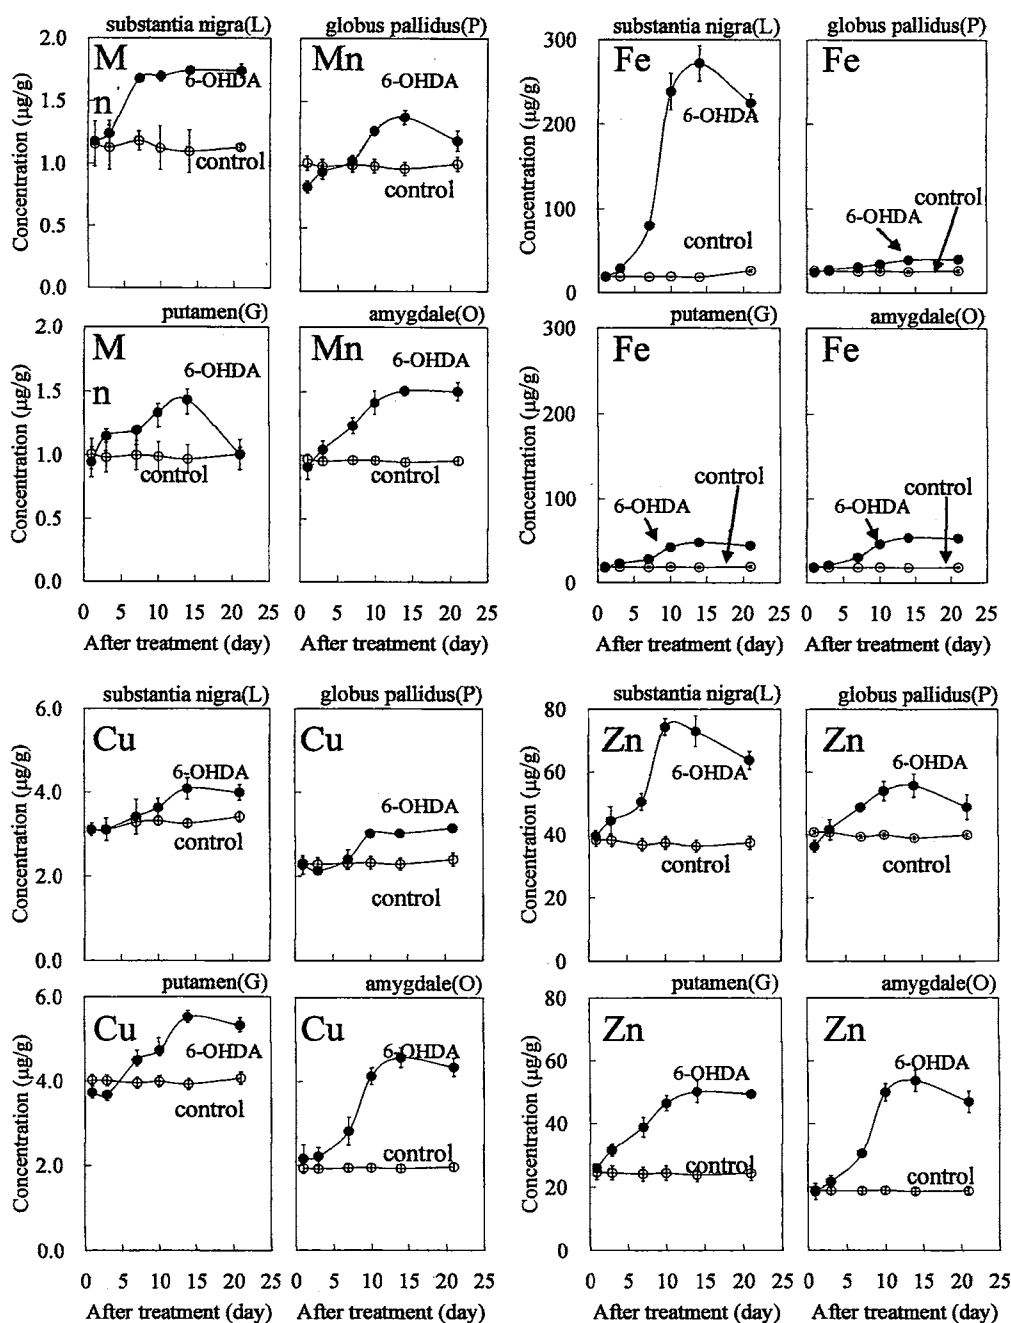 substantia nigra(L)
globus pallidus(P)
2.0
1.5
1.0
0.5
0.0
Concentration (μg/g)
M
n
6-OHDA
control
Mn
6-OHDA
control
putamen(G)
amygdale(O)
2.0
1.5
1.0
0.5
0.0
Concentration (μg/g)
M
n
6-OHDA
control
Mn
6-OHDA
control
0 5 10 15 20 25
0 5 10 15 20 25
After treatment (day)
After treatment (day)
substantia nigra(L)
globus pallidus(P)
300
200
100
0
Concentration (μg/g)
Fe
6-OHDA
control
Fe
control
6-OHDA
putamen(G)
amygdale(O)
300
200
100
0
Concentration (μg/g)
Fe
control
6-OHDA
Fe
control
6-OHDA
0 5 10 15 20 25
0 5 10 15 20 25
After treatment (day)
After treatment (day)
substantia nigra(L)
globus pallidus(P)
6.0
4.0
2.0
0.0
Concentration (μg/g)
Cu
6-OHDA
control
Cu
6-OHDA
control
putamen(G)
amygdale(O)
6.0
4.0
2.0
0.0
Concentration (μg/g)
Cu
6-OHDA
control
Cu
6-OHDA
control
0 5 10 15 20 25
0 5 10 15 20 25
After treatment (day)
After treatment (day)
substantia nigra(L)
globus pallidus(P)
80
60
40
20
0
Concentration (μg/g)
Zn
6-OHDA
control
Zn
6-OHDA
control
putamen(G)
amygdale(O)
80
60
40
20
0
Concentration (μg/g)
Zn
6-OHDA
control
Zn
6-OHDA
control
0 5 10 15 20 25
0 5 10 15 20 25
After treatment (day)
After treatment (day)